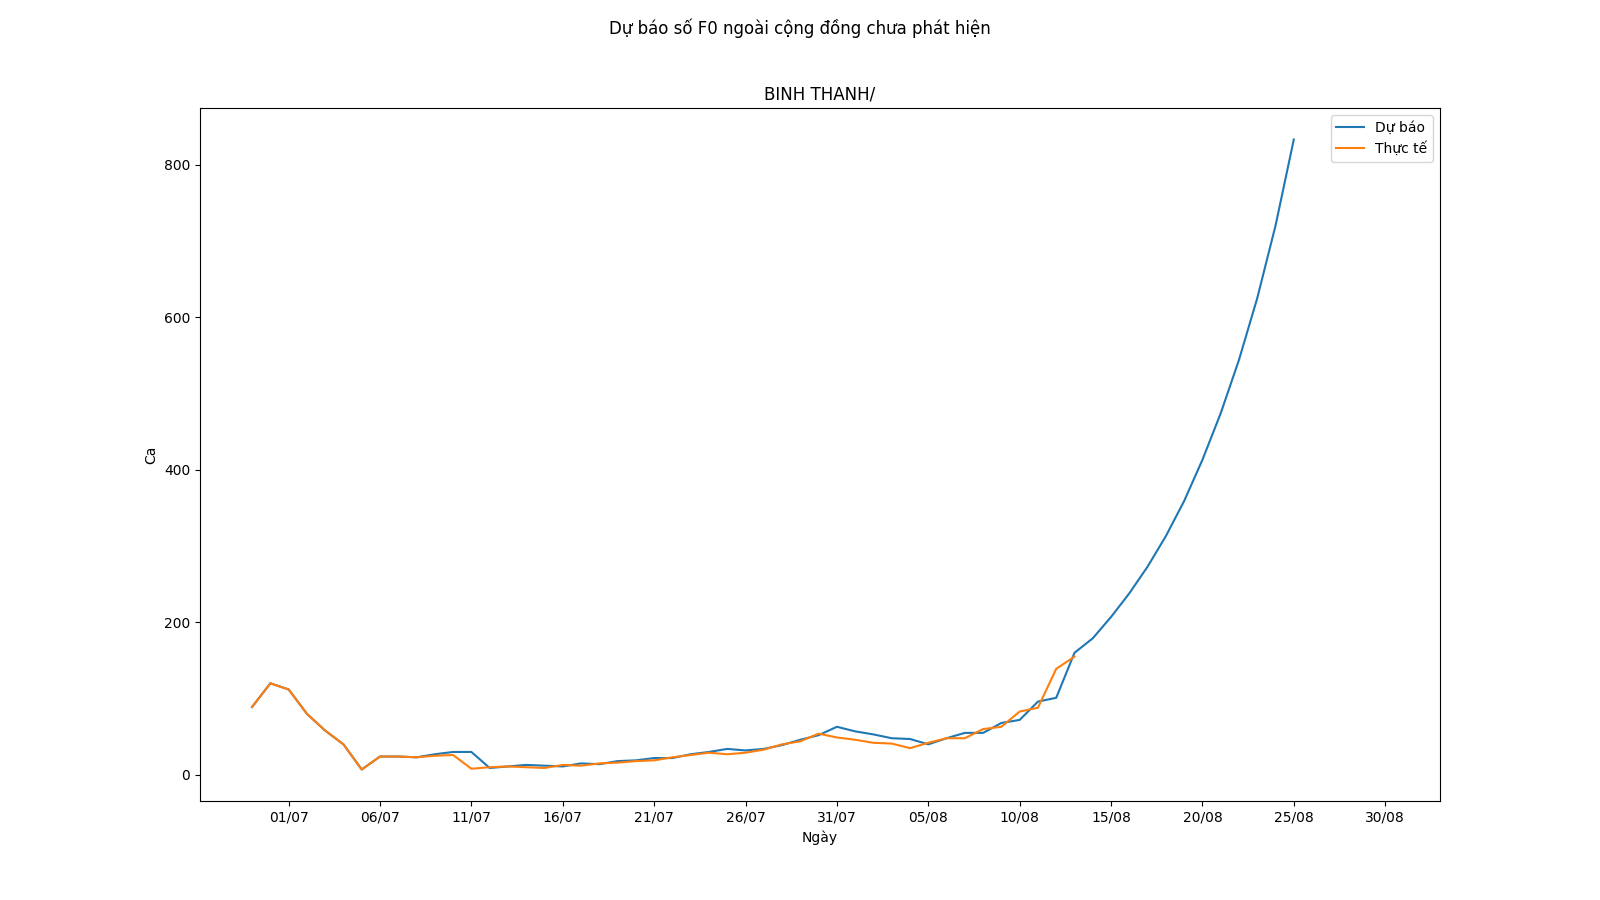 Dự báo số F0 ngoài cộng đồng chưa phát hiện
BINH THANH/
Dự báo
Thực tế
800
600
400
200
0
Ca
01/07 06/07 11/07 16/07 21/07 26/07 31/07 05/08 10/08 15/08 20/08 25/08 30/08
Ngày